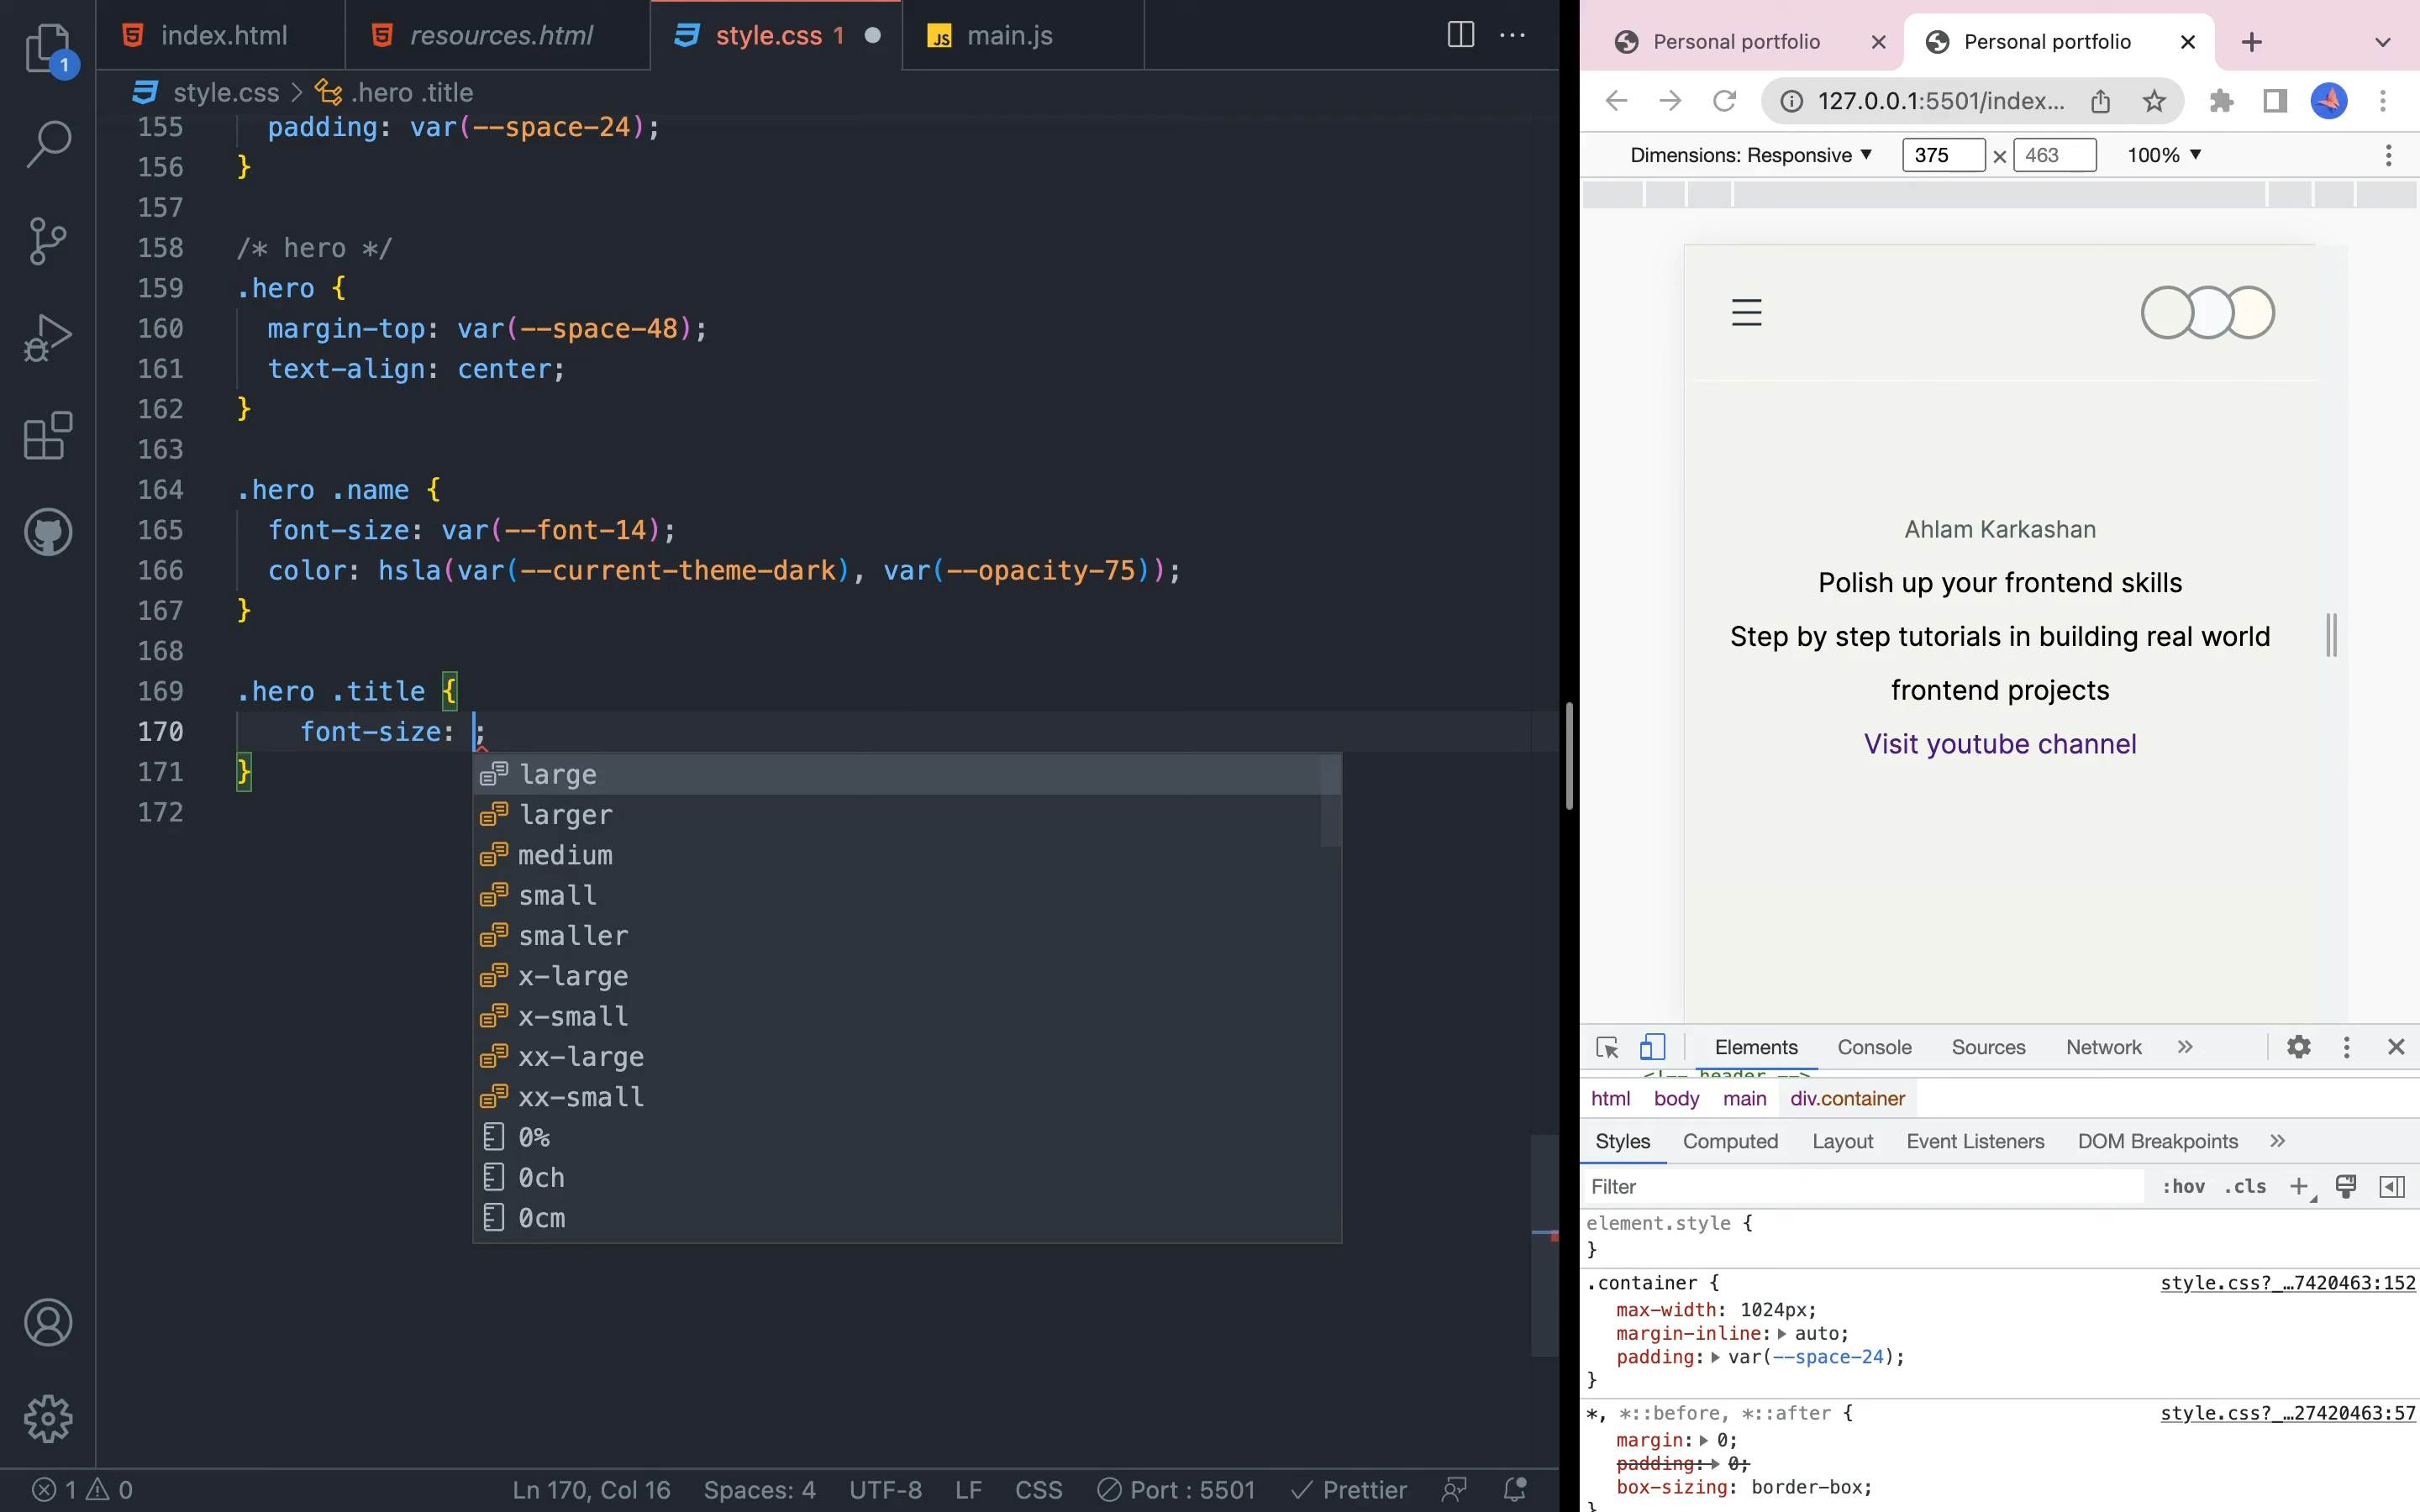 index.html
resources.html
style.css 1
main.js
1
style.css > .hero .title
155 padding: var(--space-24);
156 }
157
158 /* hero */
159 .hero {
160 margin-top: var(--space-48);
161 text-align: center;
162 }
163
164 .hero .name {
165 font-size: var(--font-14);
166 color: hsla(var(--current-theme-dark), var(--opacity-75));
167 }
168
169 .hero .title {
170 font-size: ;
171 }
172
large
larger
medium
small
smaller
x-large
x-small
xx-large
xx-small
0%
0ch
0cm
1 0
Ln 170, Col 16 Spaces: 4 UTF-8 LF CSS Port : 5501 Prettier
Personal portfolio
Personal portfolio
127.0.0.1:5501/index...
Dimensions: Responsive 375 × 463 100%
Ahlam Karkashan
Polish up your frontend skills
Step by step tutorials in building real world
frontend projects
Visit youtube channel
Elements Console Sources Network
<!-- header -->
html body main div.container
Styles Computed Layout Event Listeners DOM Breakpoints
Filter :hov .cls
element.style {
}
.container { style.css?_…7420463:152
max-width: 1024px;
margin-inline: auto;
padding: var(--space-24);
}
*, *::before, *::after { style.css?_…27420463:57
margin: 0;
padding: 0;
box-sizing: border-box;
}